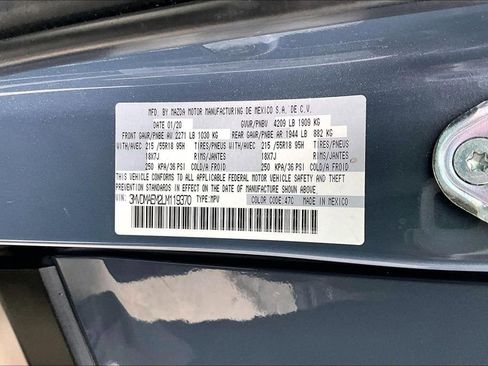 MFD. BY MAZDA MOTOR MANUFACTURING DE MEXICO S.A. DE C.V.
DATE 01/20 GVWR/PNBV 4209 LB 1909 KG
FRONT GAWR/PNBE AV 2271 LB 1030 KG REAR GAWR/PNBE AR 1944 LB 882 KG
WITH/AVEC 215 /55R18 95H TIRES/PNEUS WITH/AVEC 215 /55R18 95H TIRES/PNEUS
18X7J RIMS/JANTES 18X7J RIMS/JANTES
250 KPA/36 PSI COLD/A FROID 250 KPA/36 PSI COLD/A FROID
THIS VEHICLE CONFORMS TO ALL APPLICABLE FEDERAL MOTOR VEHICLE SAFETY AND THEFT
PREVENTION STANDARDS IN EFFECT ON THE DATE OF MANUFACTURE SHOWN ABOVE.
VIN: 3MVDMAEM2LM119370 TYPE:MPV COLOR CODE:47C MADE IN MEXICO